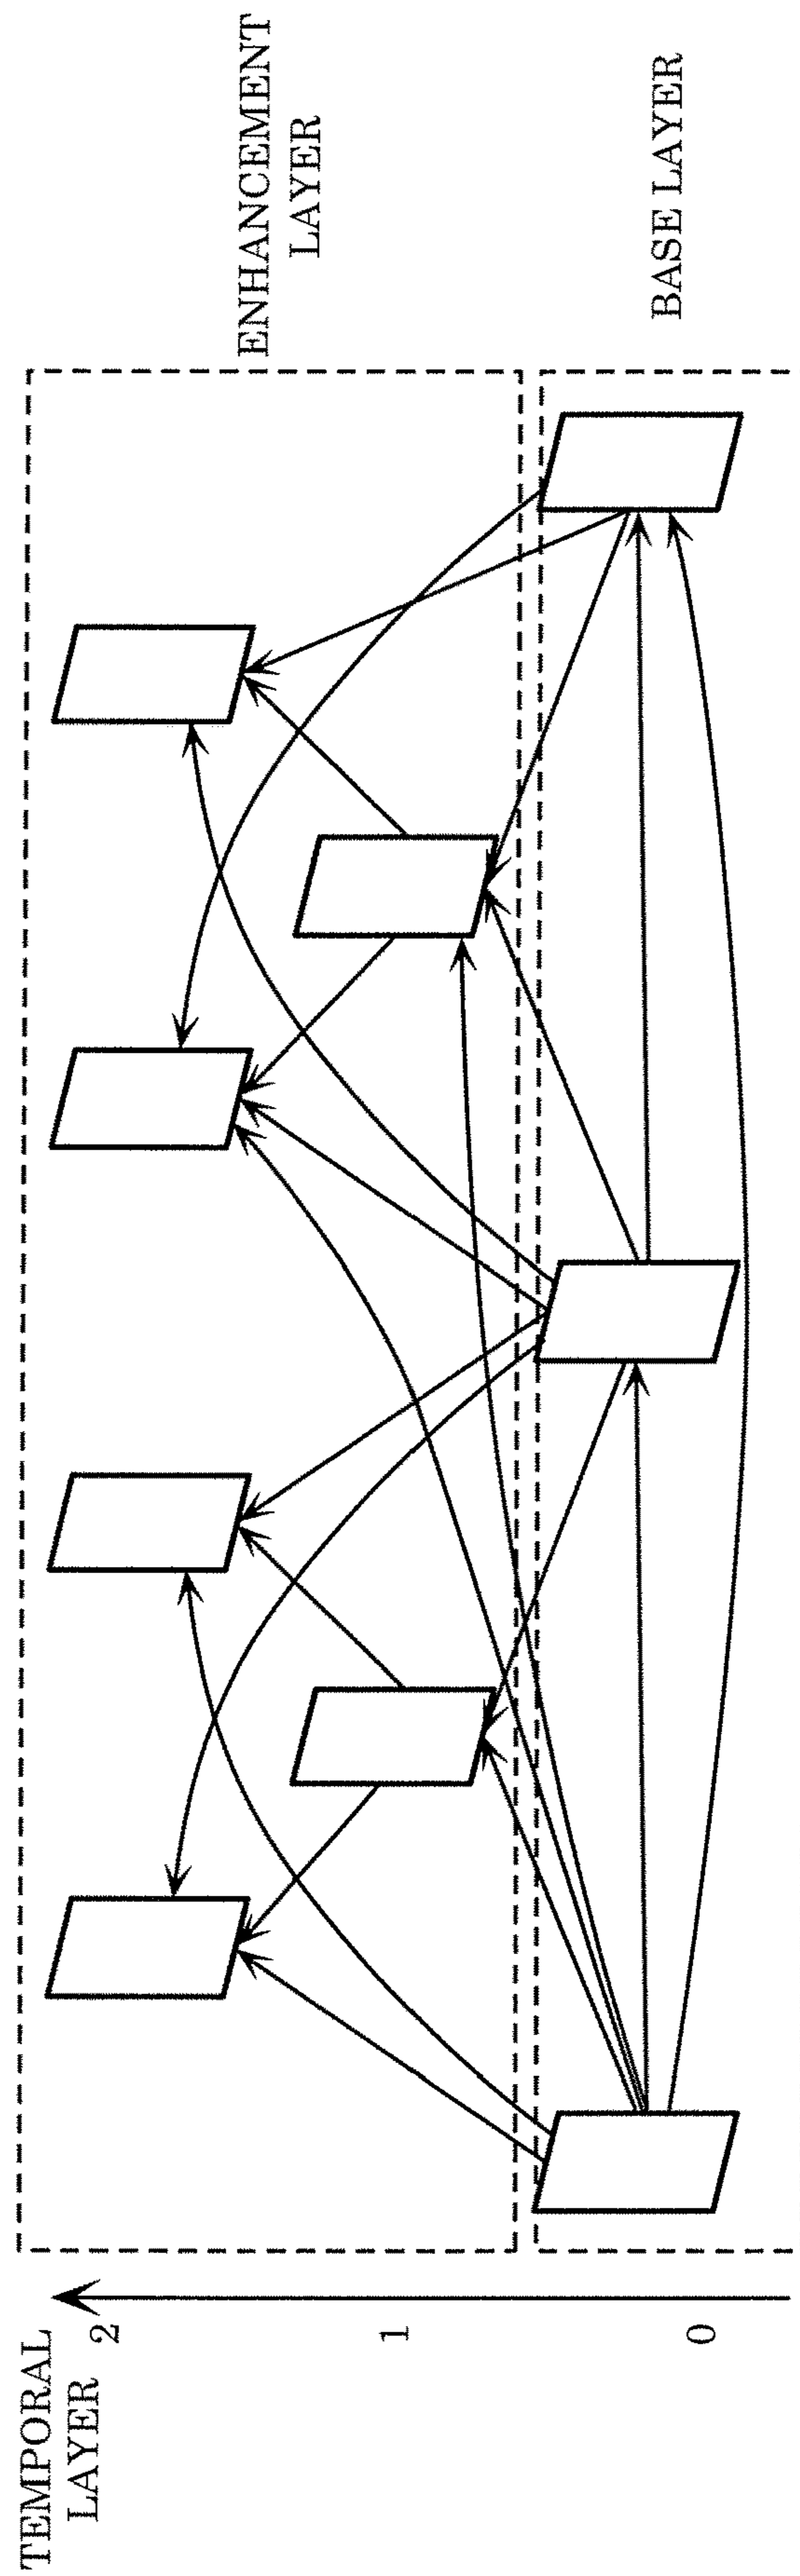 TEMPORAL
LAYER
2
1
0
ENHANCEMENT
LAYER
BASE LAYER